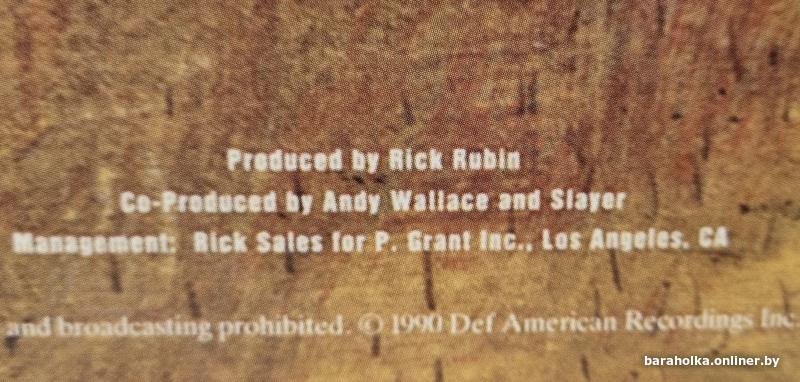 Produced by Rick Rubin
Co-Produced by Andy Wallace and Slayer
Management: Rick Sales for P. Grant Inc., Los Angeles. CA
and broadcasting prohibited. © 1990 Def American Recordings Inc.
baraholka.onliner.by